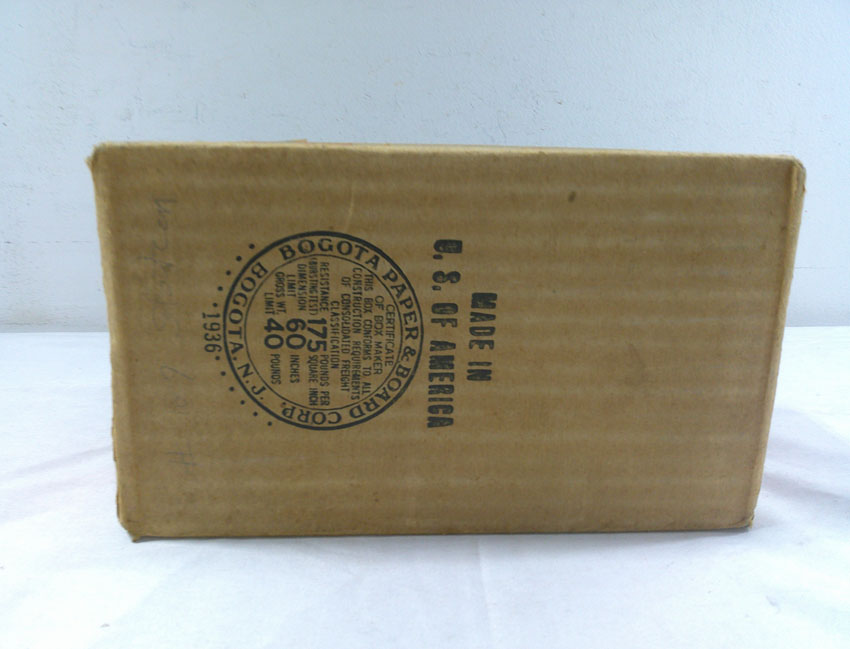 MADE IN
U. S. OF AMERICA
BOGOTA PAPER & BOARD CORP.
CERTIFICATE
OF BOX MAKER
THIS BOX CONFORMS TO ALL
CONSTRUCTION REQUIREMENTS
OF CONSOLIDATED FREIGHT
CLASSIFICATION
RESISTANCE 175 POUNDS PER
(BURSTING TEST) SQUARE INCH
DIMENSION
LIMIT 60 INCHES
GROSS WT.
LIMIT 40 POUNDS
BOGOTA, N.J.
1936